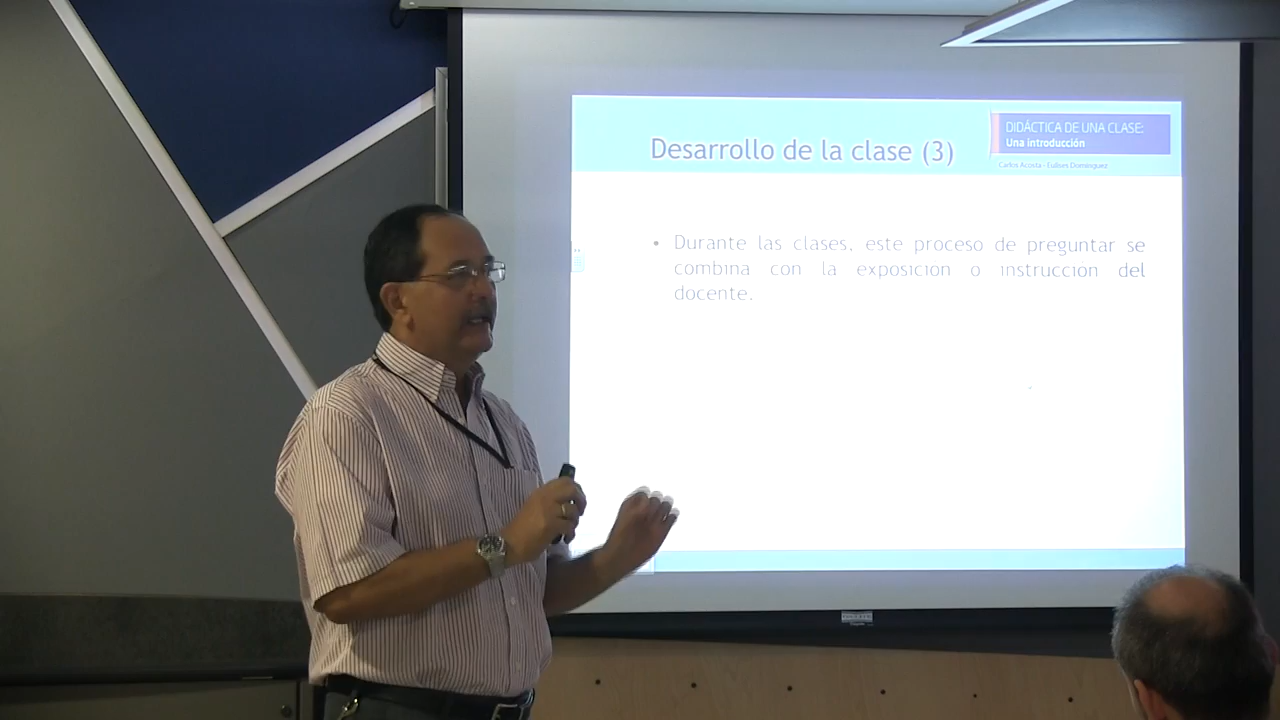 Desarrollo de la clase (3)
DIDÁCTICA DE UNA CLASE:
Una introducción
Carlos Acosta - Eulises Domínguez
• Durante las clases, este proceso de preguntar se
combina con la exposición o instrucción del
docente.